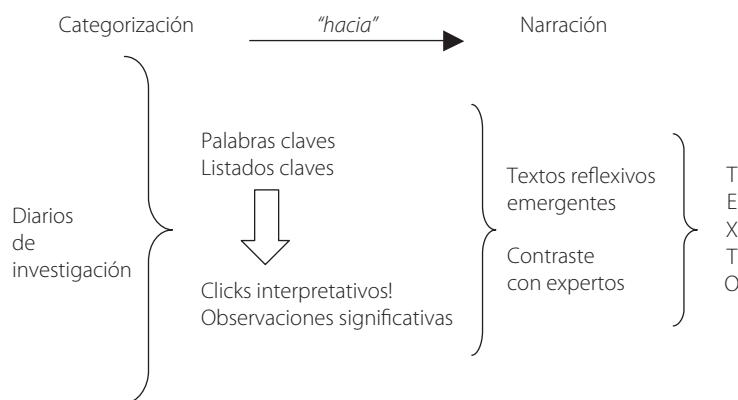 Categorización
“hacia”
Narración
Diarios
de
investigación
Palabras claves
Listados claves
Clicks interpretativos!
Observaciones significativas
Textos reflexivos
emergentes
Contraste
con expertos
T
E
X
T
O